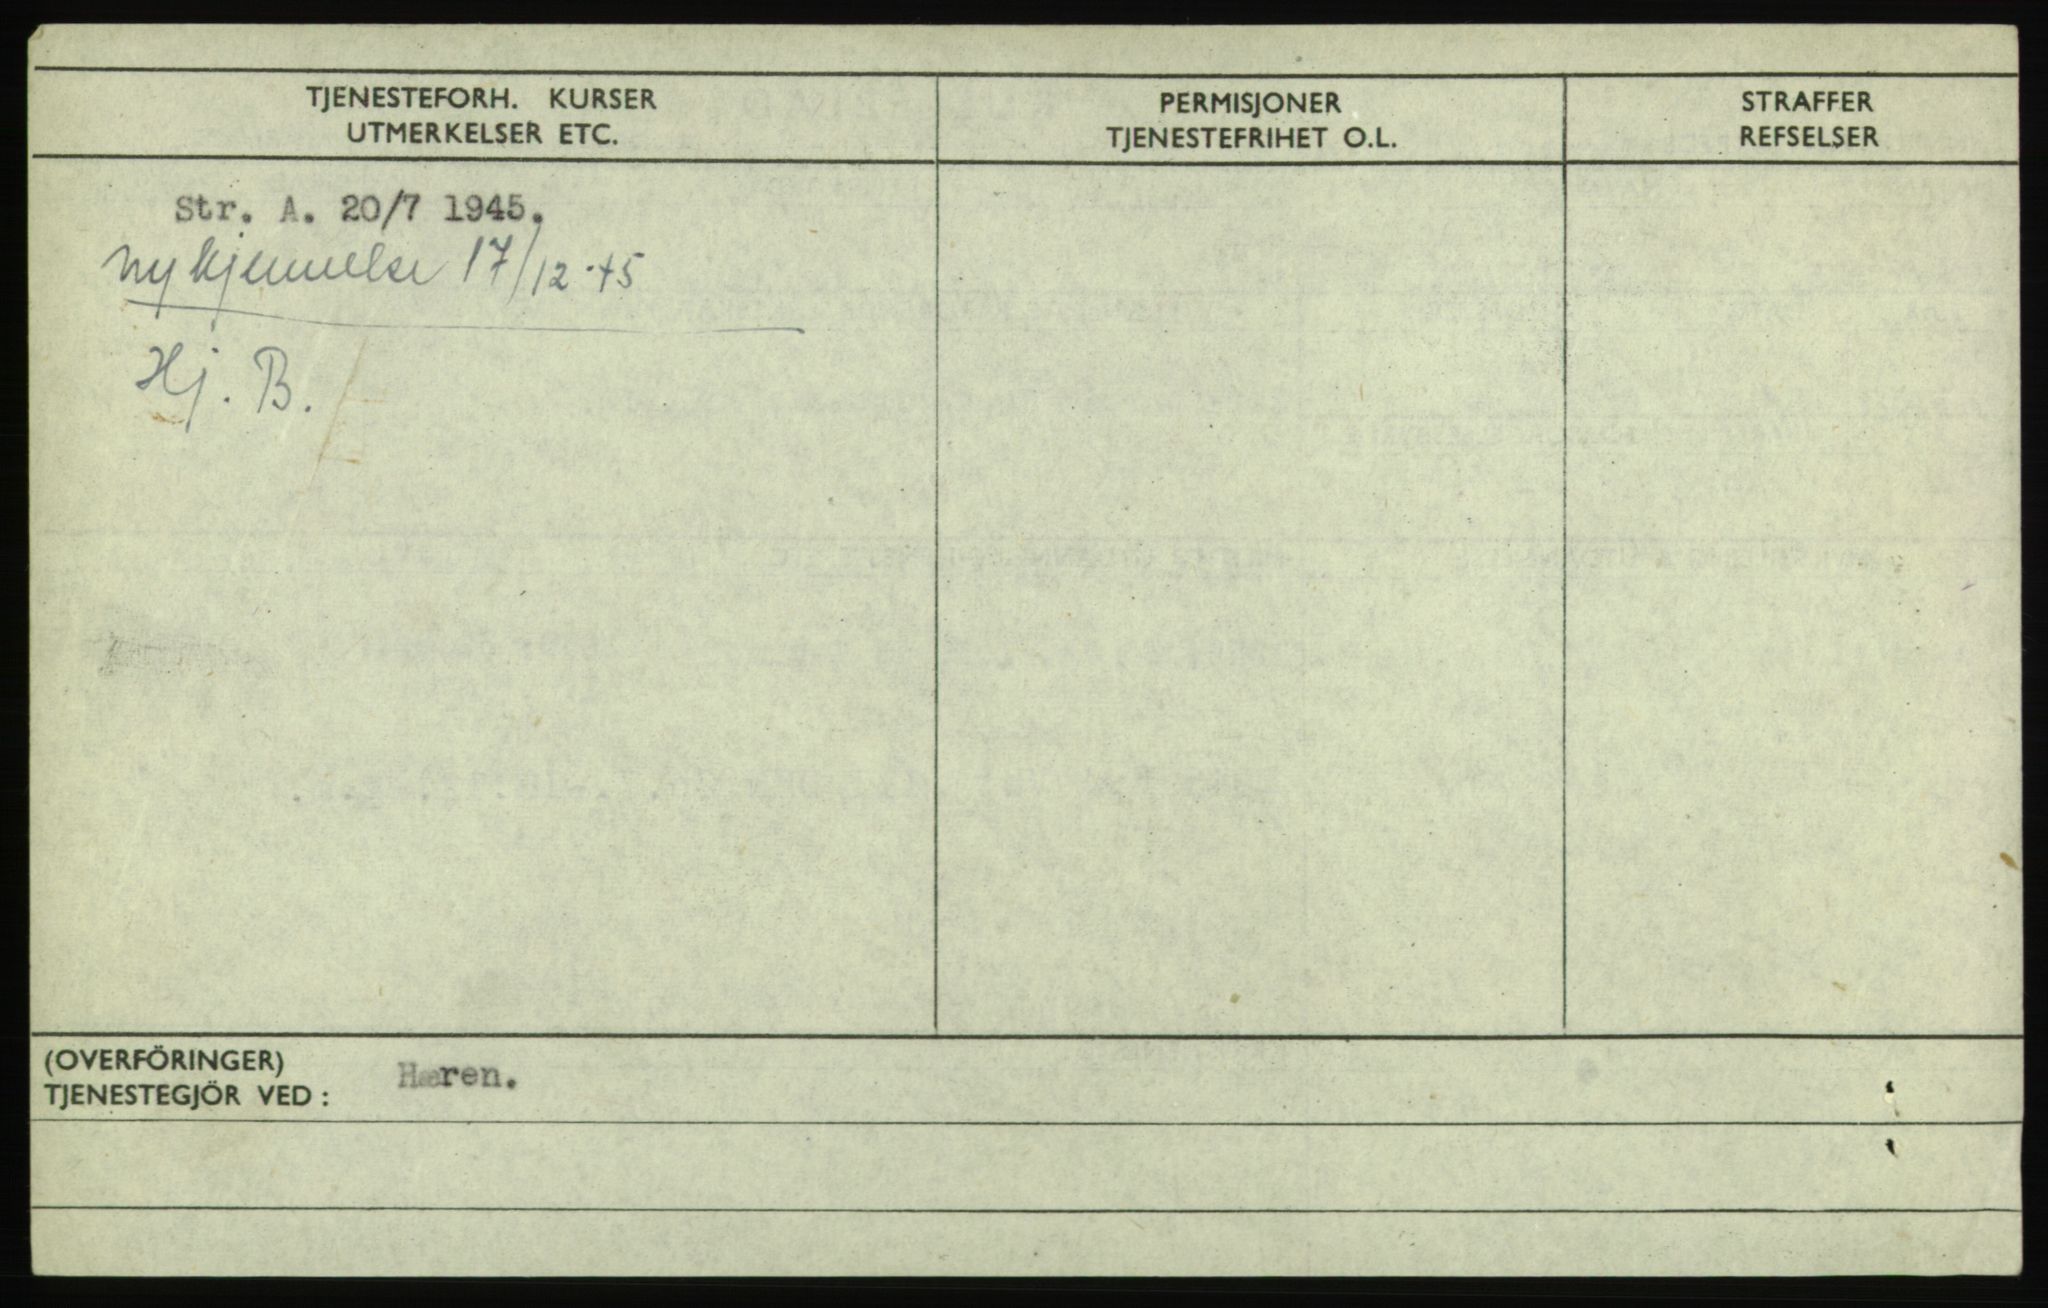 TJENESTEFORH. KURSER
UTMERKELSER ETC.
PERMISJONER
TJENESTEFRIHET O.L.
STRAFFER
REFSELSER
Str. A. 20/7 1945.
ny kjennelse 17/12-45
Hj. B.
(OVERFÖRINGER)
TJENESTEGJÖR VED:
Hæren.